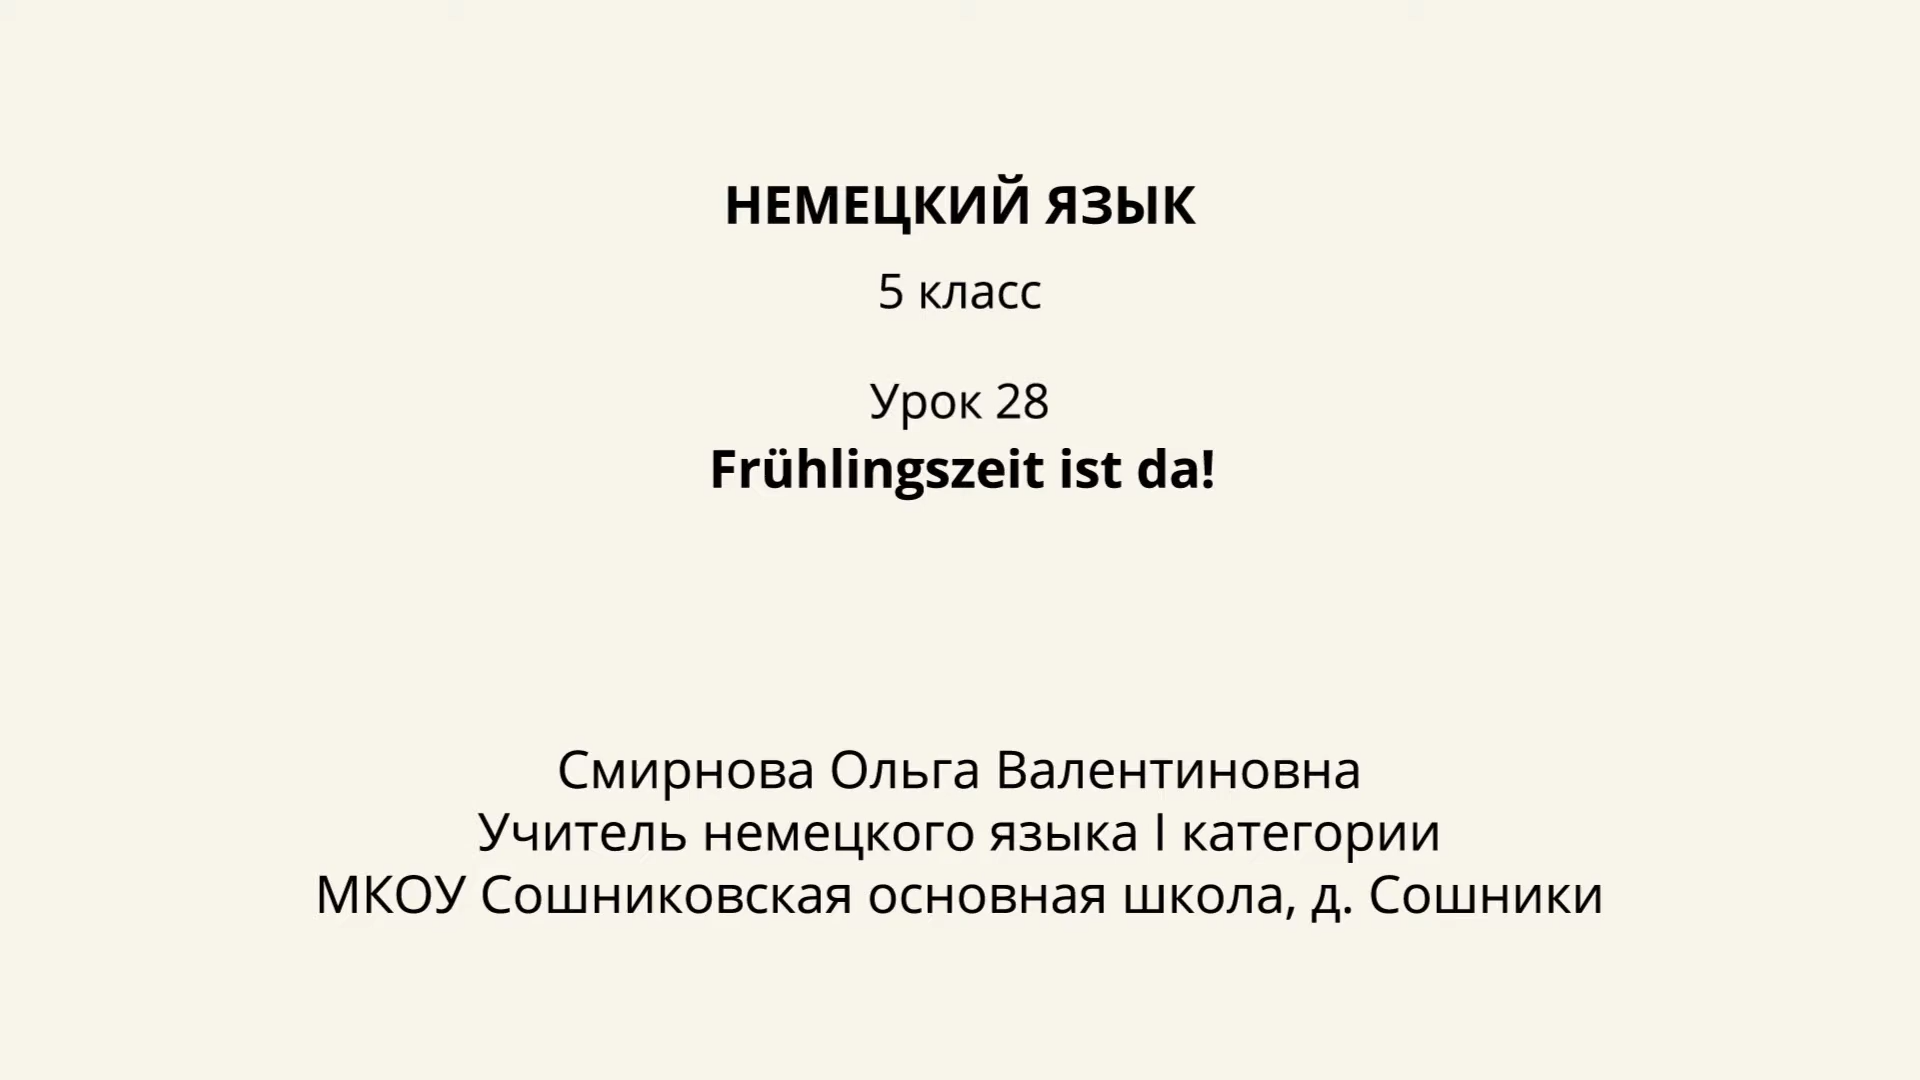 НЕМЕЦКИЙ ЯЗЫК
5 класс
Урок 28
Frühlingszeit ist da!
Смирнова Ольга Валентиновна
Учитель немецкого языка I категории
МКОУ Сошниковская основная школа, д. Сошники